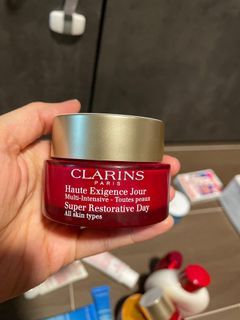 CLARINS
PARIS
Haute Exigence Jour
Multi-Intensive - Toutes peaux
Super Restorative Day
All skin types